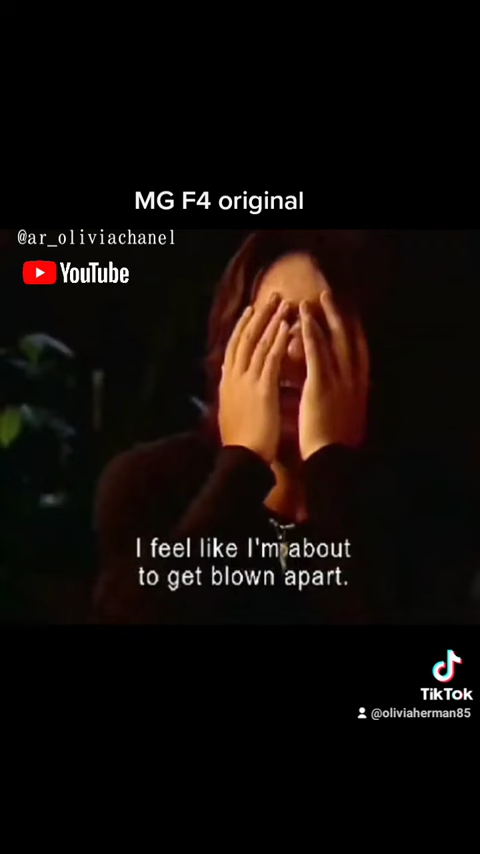 MG F4 original
@ar_oliviachanel
YouTube
I feel like I'm about
to get blown apart.
TikTok
@oliviaherman85